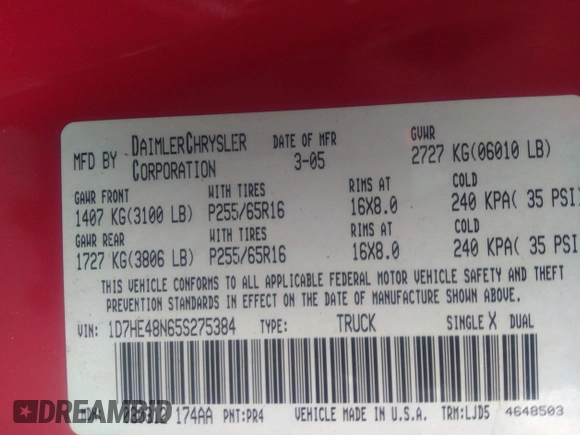 MFD BY - DAIMLERCHRYSLER CORPORATION
DATE OF MFR 3-05
GVWR 2727 KG(06010 LB)
GAWR FRONT WITH TIRES RIMS AT COLD
1407 KG(3100 LB) P255/65R16 16X8.0 240 KPA( 35 PSI
GAWR REAR WITH TIRES RIMS AT COLD
1727 KG(3806 LB) P255/65R16 16X8.0 240 KPA( 35 PSI
THIS VEHICLE CONFORMS TO ALL APPLICABLE FEDERAL MOTOR VEHICLE SAFETY AND THEFT
PREVENTION STANDARDS IN EFFECT ON THE DATE OF MANUFACTURE SHOWN ABOVE.
VIN: 1D7HE48N65S275384 TYPE: TRUCK SINGLE X DUAL
174AA PNT:PR4 VEHICLE MADE IN U.S.A. TRM:LJD5 4648503
DREAMBID